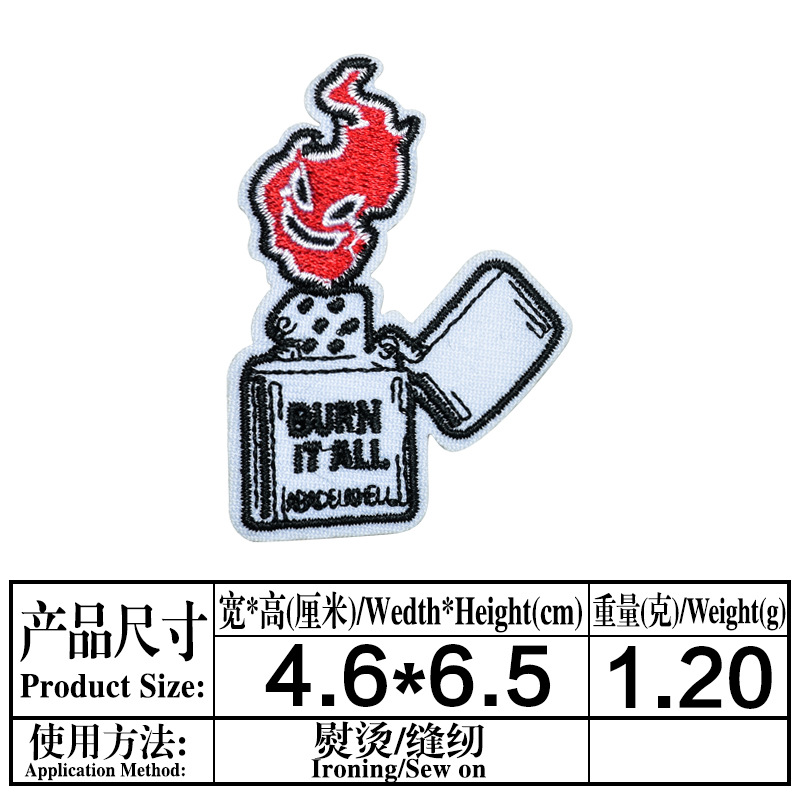 BURN
IT ALL
产品尺寸
Product Size:
宽*高(厘米)/Wedth*Height(cm)
4.6*6.5
重量(克)/Weight(g)
1.20
使用方法:
Application Method:
熨烫/缝纫
Ironing/Sew on